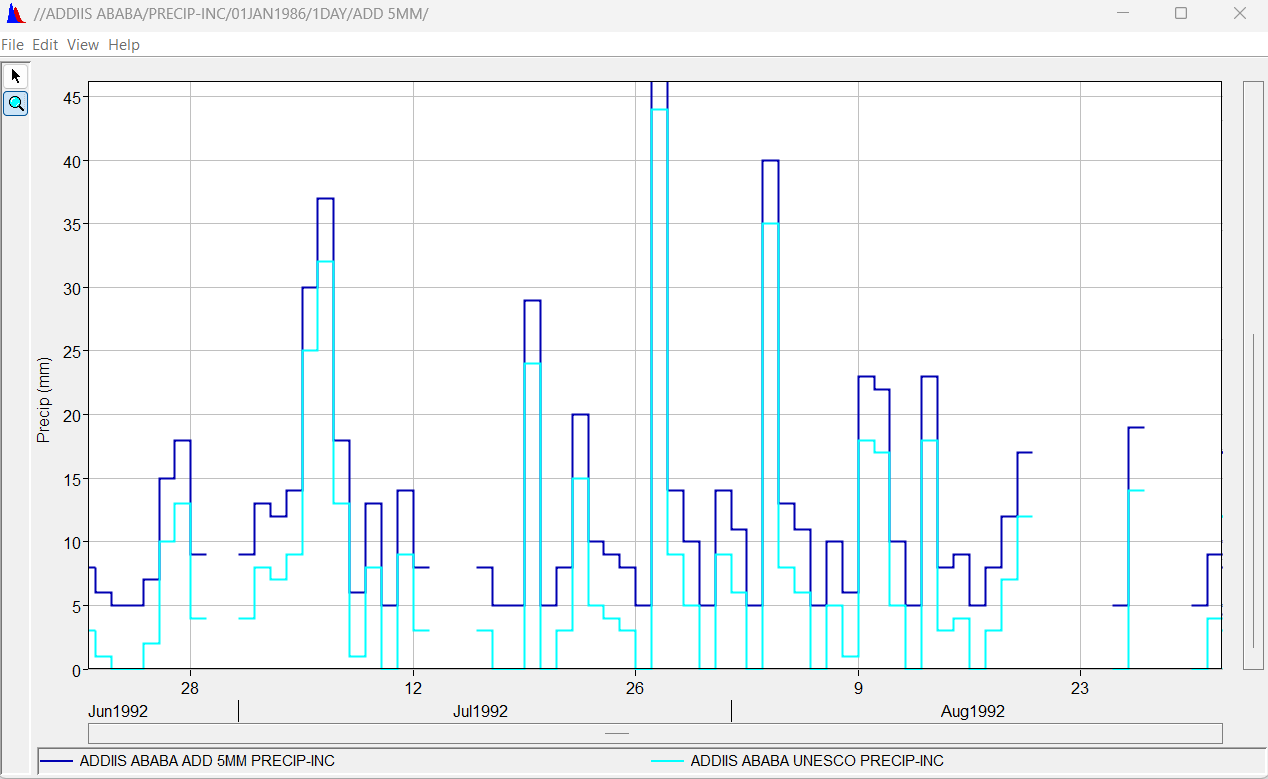 //ADDIIS ABABA/PRECIP-INC/01JAN1986/1DAY/ADD 5MM/
File Edit View Help
45
40
35
30
25
20
15
10
5
0
Precip (mm)
28 12 26 9 23
Jun1992 Jul1992 Aug1992
ADDIIS ABABA ADD 5MM PRECIP-INC ADDIIS ABABA UNESCO PRECIP-INC